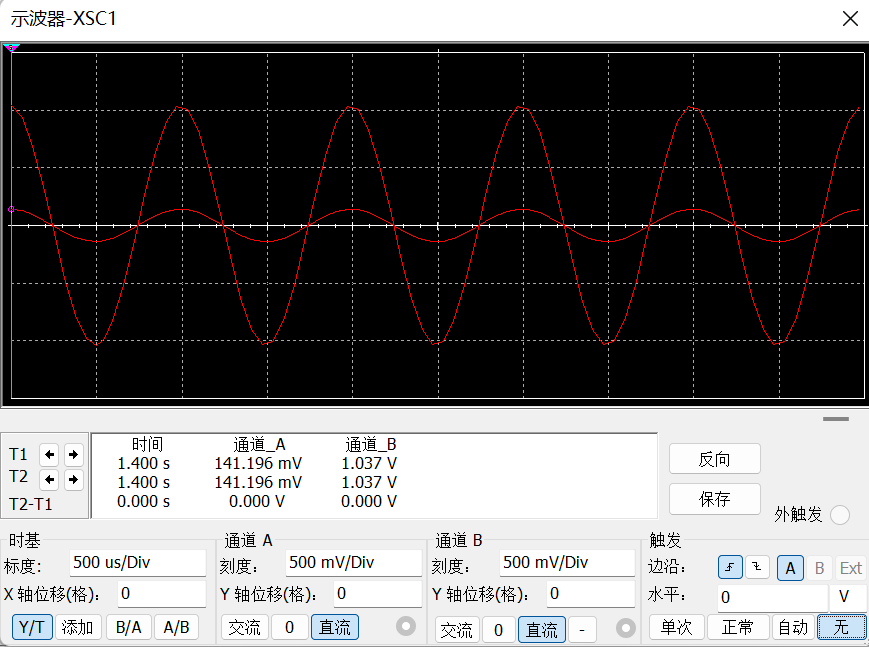 示波器-XSC1
时间 通道_A 通道_B
T1 1.400 s 141.196 mV 1.037 V
T2 1.400 s 141.196 mV 1.037 V
T2-T1 0.000 s 0.000 V 0.000 V
反向
保存
外触发
时基
标度: 500 us/Div
X 轴位移(格): 0
Y/T 添加 B/A A/B
通道 A
刻度: 500 mV/Div
Y 轴位移(格): 0
交流 0 直流
通道 B
刻度: 500 mV/Div
Y 轴位移(格): 0
交流 0 直流 -
触发
边沿: A B Ext
水平: 0 V
单次 正常 自动 无